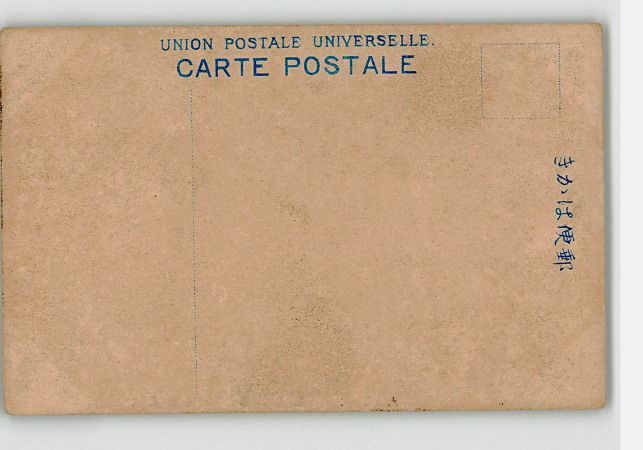 UNION POSTALE UNIVERSELLE.
CARTE POSTALE
きかは便郵